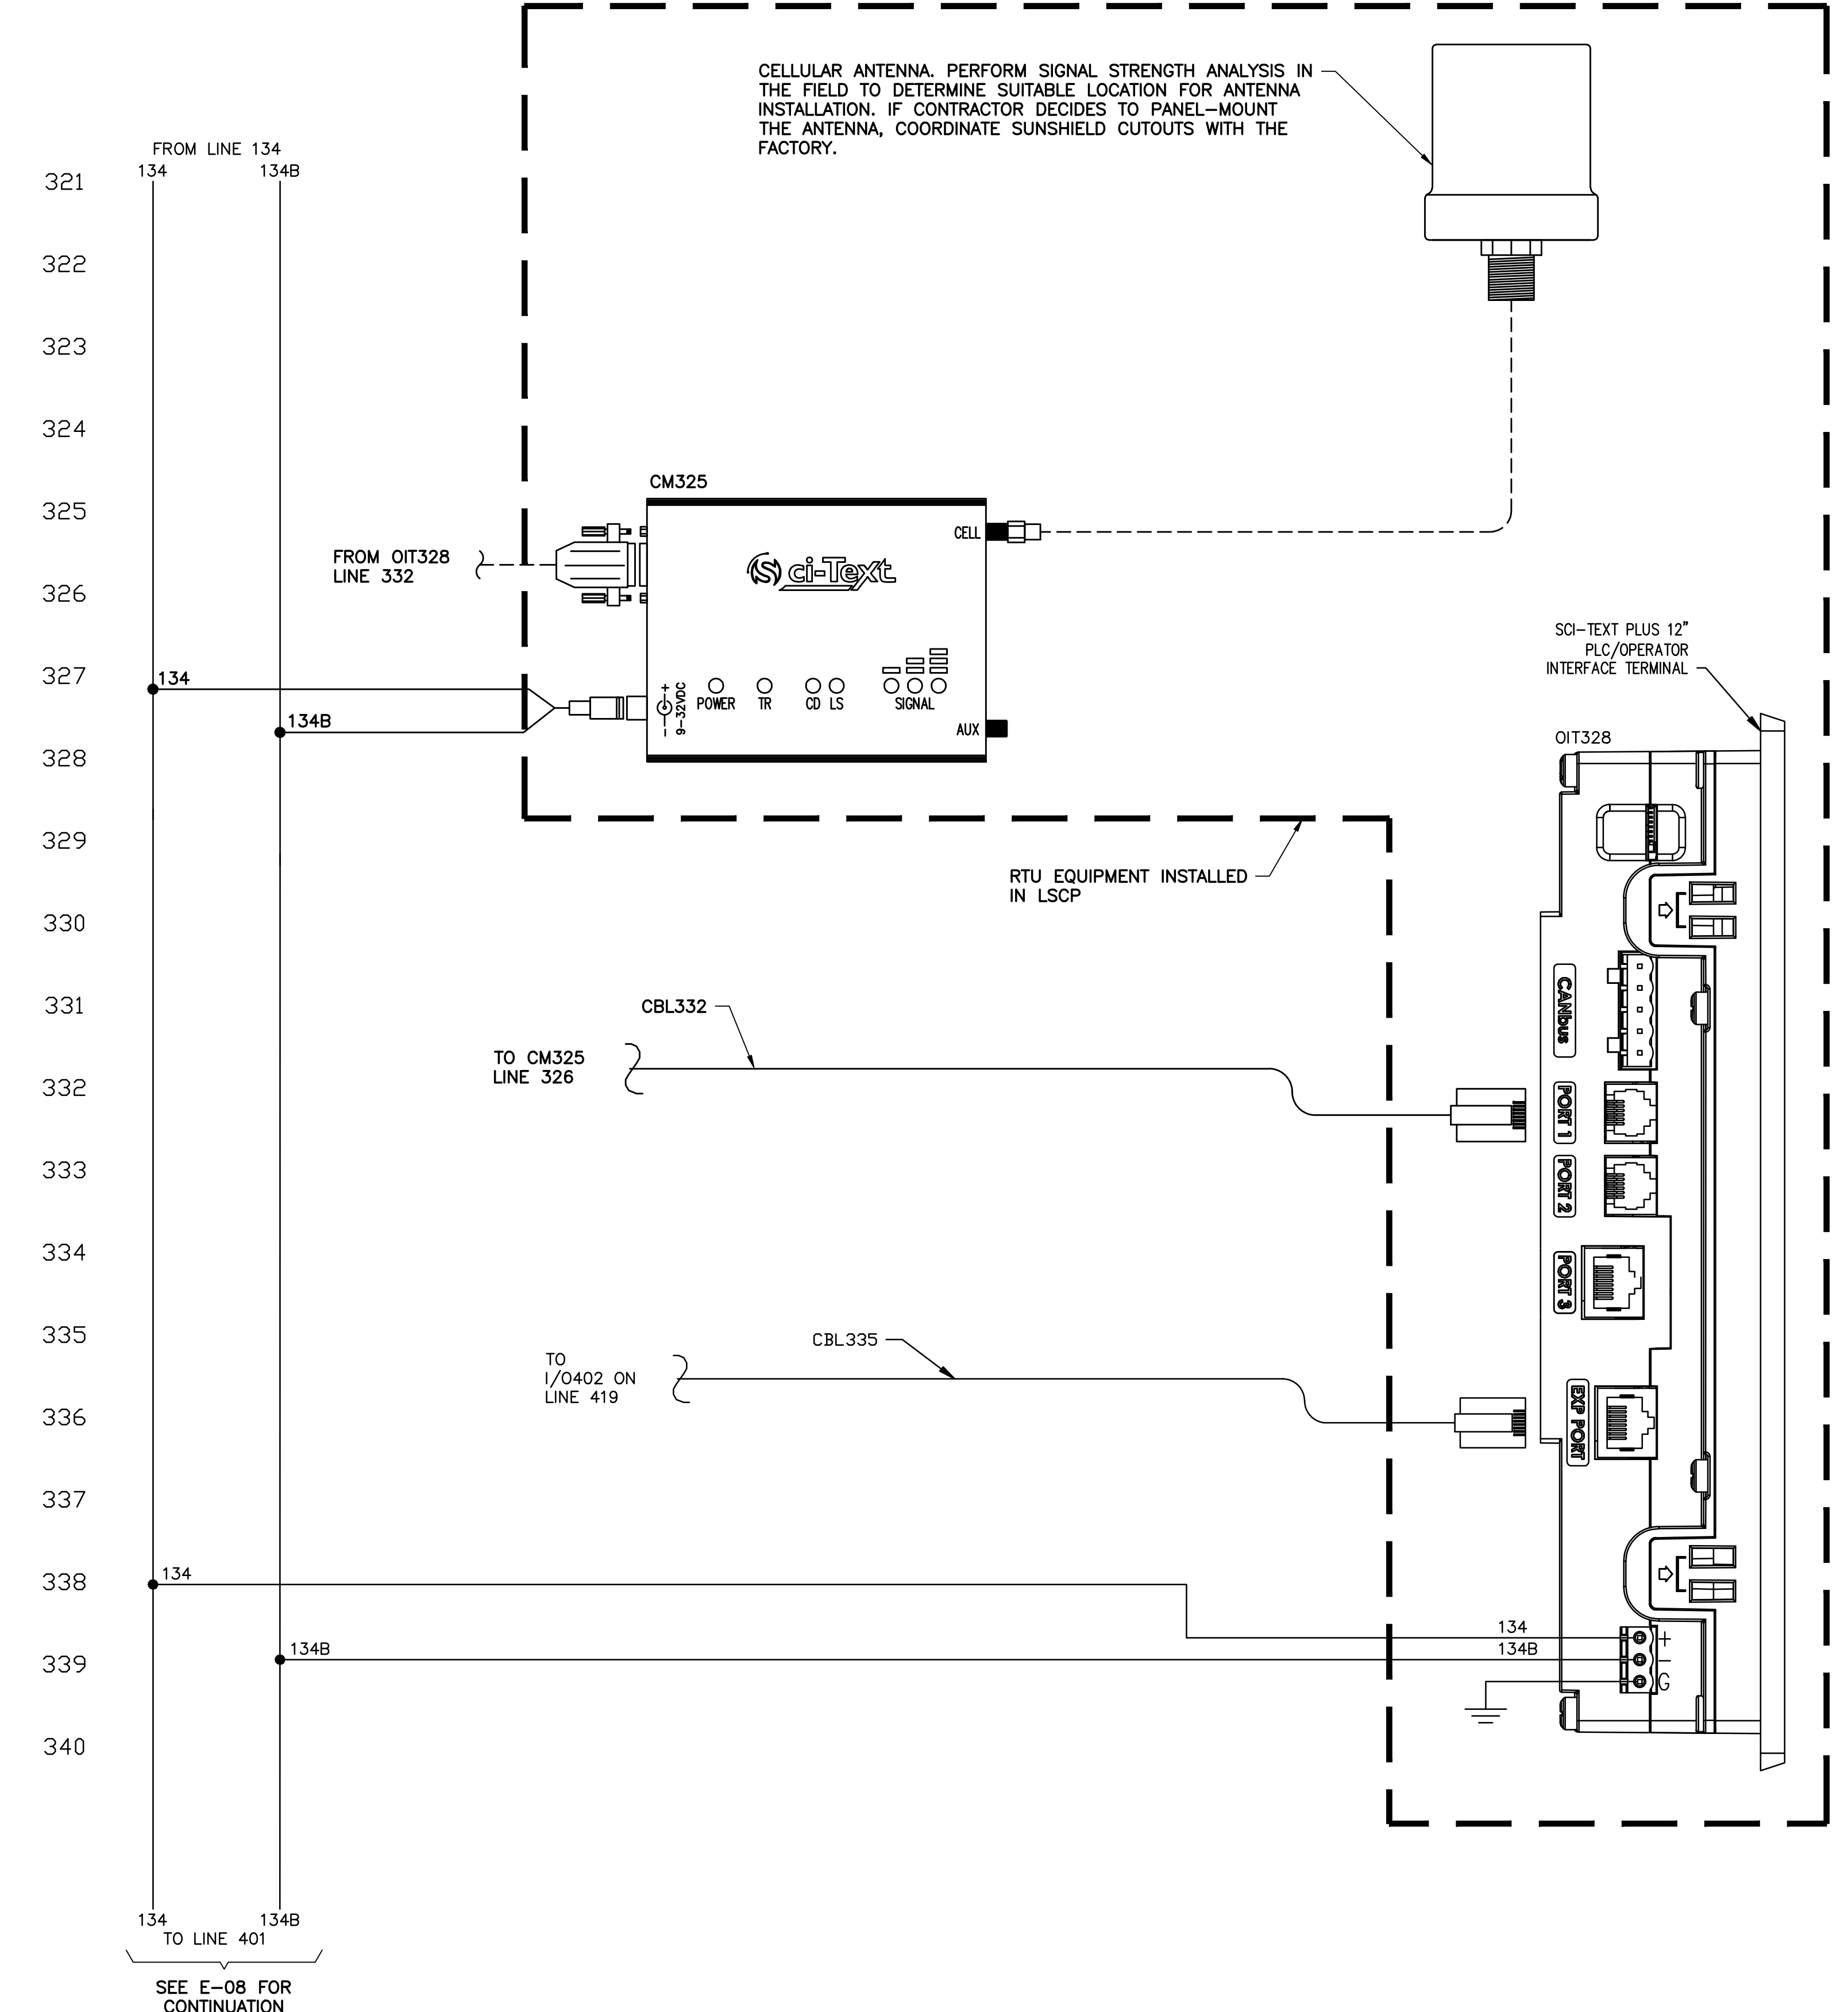 CELLULAR ANTENNA. PERFORM SIGNAL STRENGTH ANALYSIS IN
THE FIELD TO DETERMINE SUITABLE LOCATION FOR ANTENNA
INSTALLATION. IF CONTRACTOR DECIDES TO PANEL-MOUNT
THE ANTENNA, COORDINATE SUNSHIELD CUTOUTS WITH THE
FACTORY.
FROM LINE 134
134 134B
321
322
323
324
CM325
325
CELL
FROM OIT328
LINE 332
Sci-Text
326
SCI-TEXT PLUS 12"
PLC/OPERATOR
INTERFACE TERMINAL
327
134
- +
9-32VDC
POWER TR CD LS SIGNAL
134B
AUX
328
OIT328
329
RTU EQUIPMENT INSTALLED
IN LSCP
330
331
CBL332
CANbus
TO CM325
LINE 326
332
PORT 1
333
PORT 2
334
PORT 3
335
CBL335
TO
I/O402 ON
LINE 419
336
EXP PORT
337
338
134
134 +
339
134B
134B -
G
340
134 134B
TO LINE 401
SEE E-08 FOR
CONTINUATION